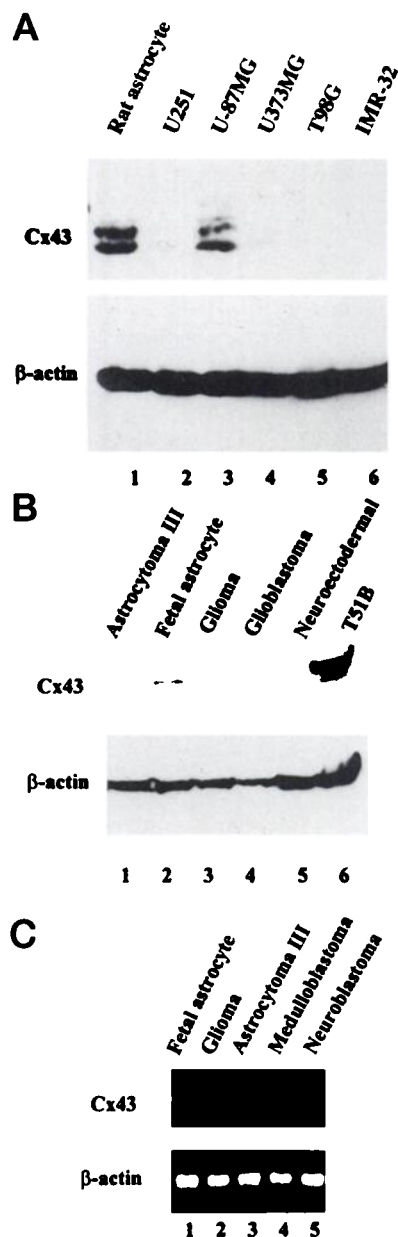 A
Rat astrocyte
U251
U-87MG
U373MG
T98G
IMR-32
Cx43
β-actin
1 2 3 4 5 6
B
Astrocytoma III
Fetal astrocyte
Glioma
Glioblastoma
Neuroectodermal
T51B
Cx43
β-actin
1 2 3 4 5 6
C
Fetal astrocyte
Glioma
Astrocytoma III
Medulloblastoma
Neuroblastoma
Cx43
β-actin
1 2 3 4 5